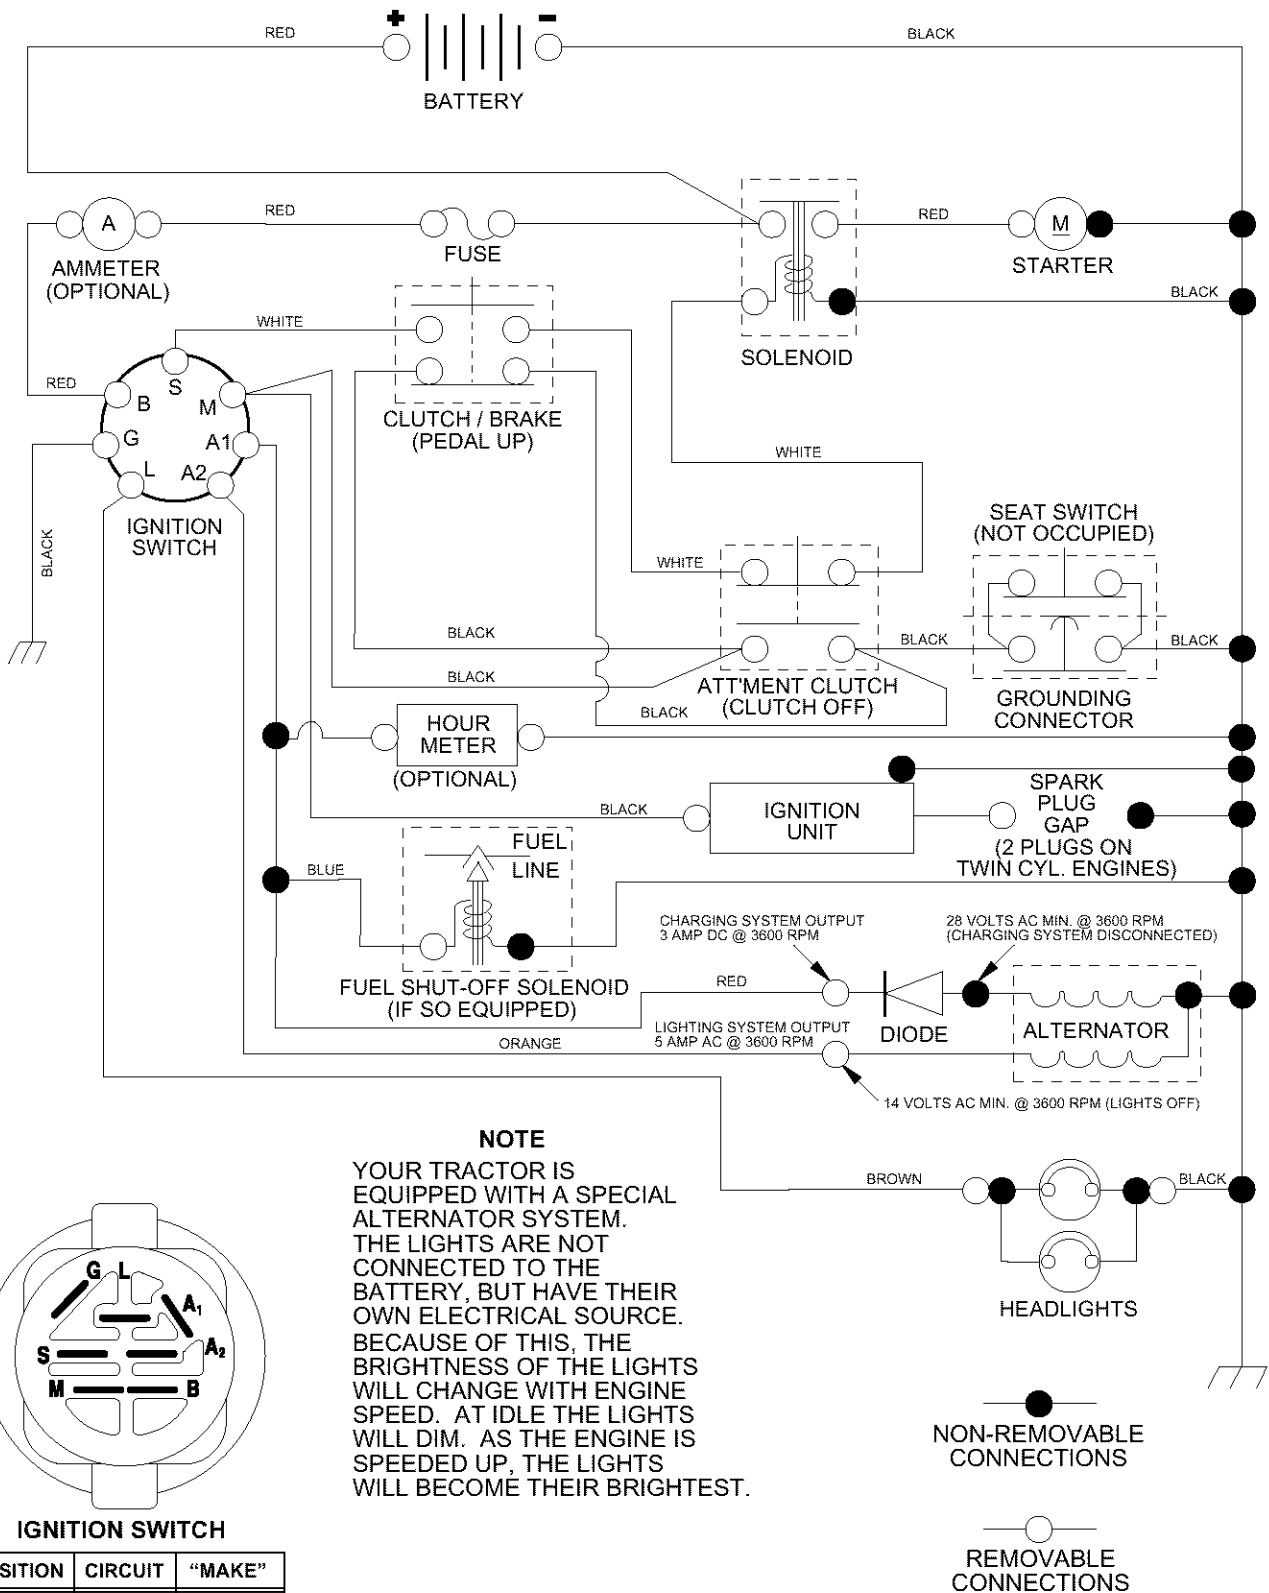 RED
+
-
BLACK
BATTERY
A
RED
FUSE
RED
M
STARTER
AMMETER
(OPTIONAL)
BLACK
WHITE
SOLENOID
RED
S
B
M
G
A1
L
A2
CLUTCH / BRAKE
(PEDAL UP)
WHITE
IGNITION
SWITCH
BLACK
SEAT SWITCH
(NOT OCCUPIED)
WHITE
BLACK
BLACK
BLACK
BLACK
ATT'MENT CLUTCH
(CLUTCH OFF)
BLACK
GROUNDING
CONNECTOR
HOUR
METER
(OPTIONAL)
BLACK
IGNITION
UNIT
SPARK
PLUG
GAP
(2 PLUGS ON
TWIN CYL. ENGINES)
FUEL
LINE
BLUE
FUEL SHUT-OFF SOLENOID
(IF SO EQUIPPED)
CHARGING SYSTEM OUTPUT
3 AMP DC @ 3600 RPM
28 VOLTS AC MIN. @ 3600 RPM
(CHARGING SYSTEM DISCONNECTED)
RED
DIODE
ALTERNATOR
LIGHTING SYSTEM OUTPUT
5 AMP AC @ 3600 RPM
ORANGE
14 VOLTS AC MIN. @ 3600 RPM (LIGHTS OFF)
NOTE
YOUR TRACTOR IS
EQUIPPED WITH A SPECIAL
ALTERNATOR SYSTEM.
THE LIGHTS ARE NOT
CONNECTED TO THE
BATTERY, BUT HAVE THEIR
OWN ELECTRICAL SOURCE.
BECAUSE OF THIS, THE
BRIGHTNESS OF THE LIGHTS
WILL CHANGE WITH ENGINE
SPEED. AT IDLE THE LIGHTS
WILL DIM. AS THE ENGINE IS
SPEEDED UP, THE LIGHTS
WILL BECOME THEIR BRIGHTEST.
BROWN
BLACK
HEADLIGHTS
G
L
A1
A2
S
M
B
IGNITION SWITCH
SITION CIRCUIT “MAKE”
NON-REMOVABLE
CONNECTIONS
REMOVABLE
CONNECTIONS